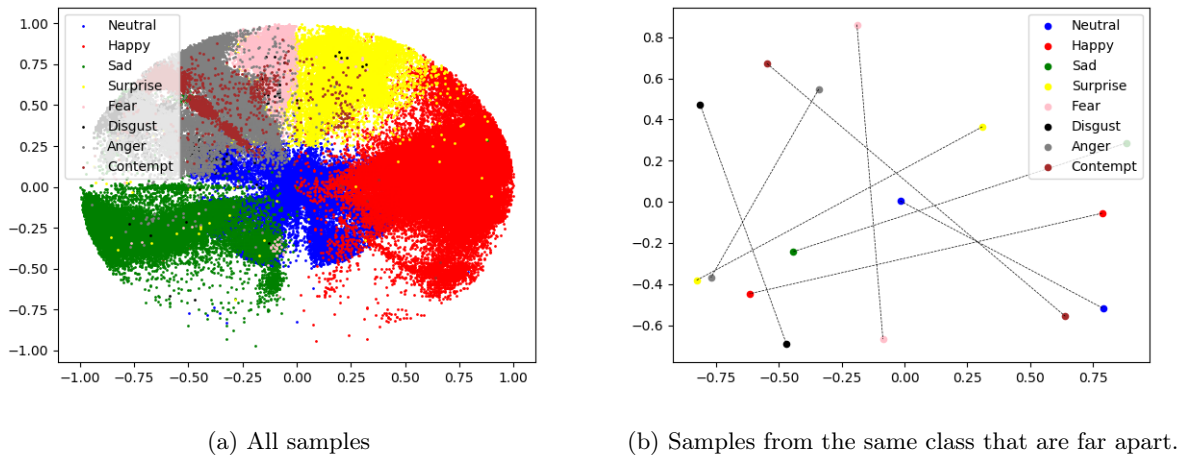 1.00
0.75
0.50
0.25
0.00
−0.25
−0.50
−0.75
−1.00
−1.00 −0.75 −0.50 −0.25 0.00 0.25 0.50 0.75 1.00
Neutral
Happy
Sad
Surprise
Fear
Disgust
Anger
Contempt
(a) All samples
0.8
0.6
0.4
0.2
0.0
−0.2
−0.4
−0.6
−0.75 −0.50 −0.25 0.00 0.25 0.50 0.75
Neutral
Happy
Sad
Surprise
Fear
Disgust
Anger
Contempt
(b) Samples from the same class that are far apart.